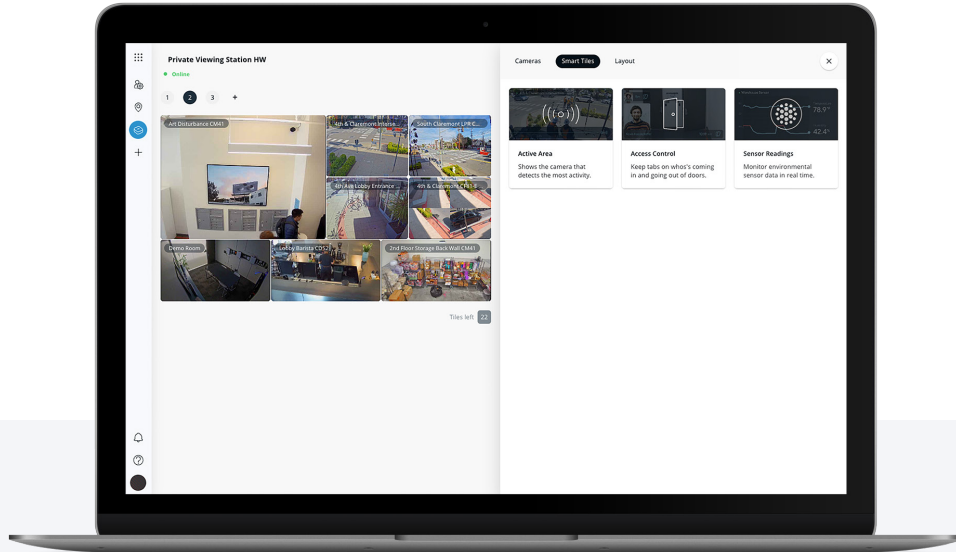 Private Viewing Station HW
Online
1 2 3 +
Art Disturbance CM41
4th & Claremont Interse...
South Claremont LPR C...
4th Ave Lobby Entrance ...
4th & Claremont CF81-E
Demo Room
Lobby Barista CD52
2nd Floor Storage Back Wall CM41
Tiles left 22
Cameras Smart Tiles Layout
Active Area
Shows the camera that
detects the most activity.
Access Control
Keep tabs on whos's coming
in and going out of doors.
78.9°
42.4°
Sensor Readings
Monitor environmental
sensor data in real time.